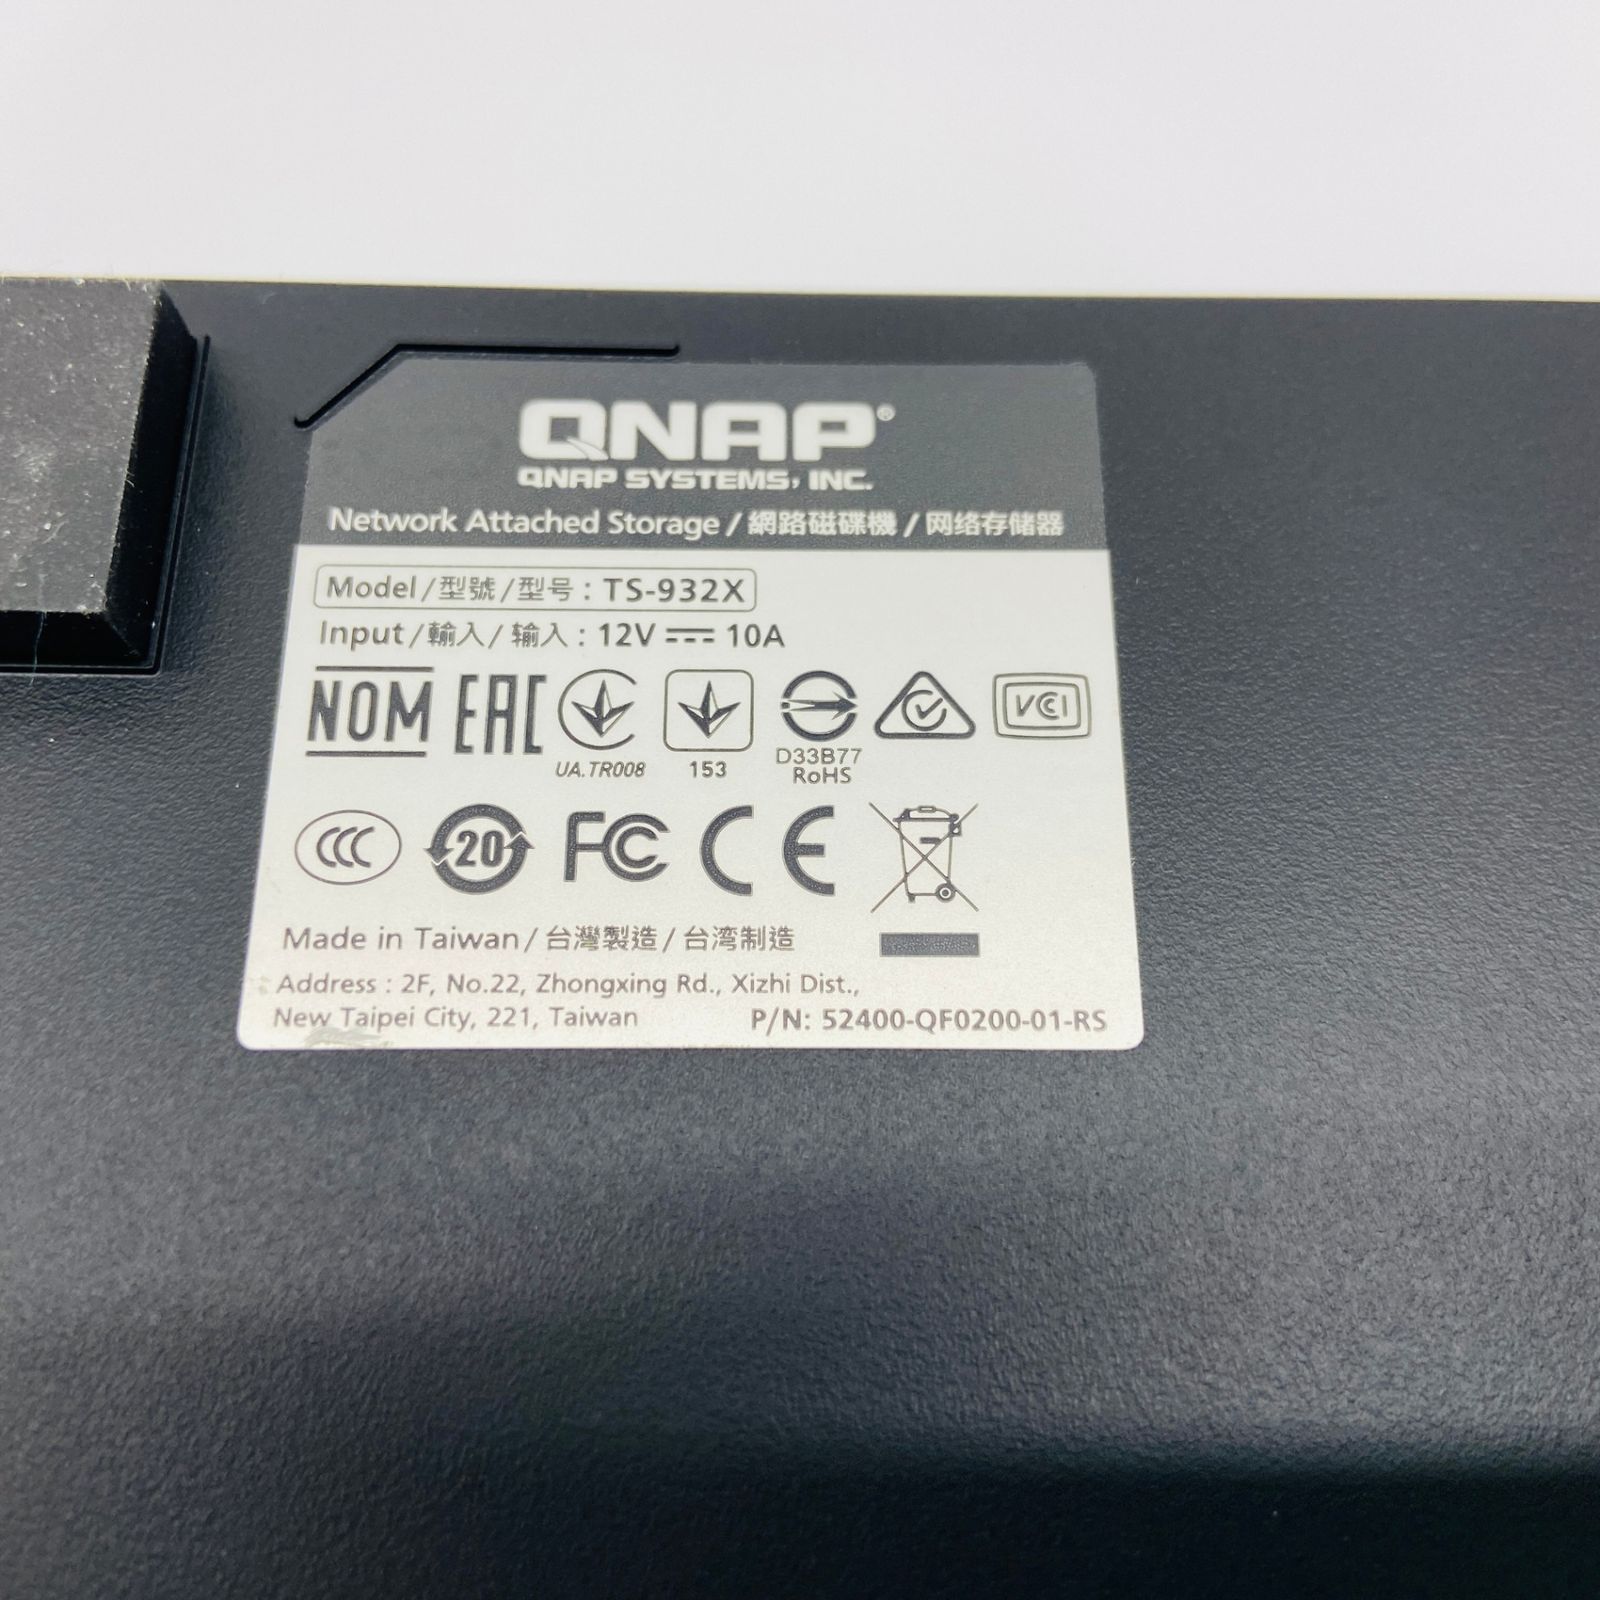 QNAP®
QNAP SYSTEMS, INC.
Network Attached Storage / 網路磁碟機 / 网络存储器
Model / 型號 / 型号 : TS-932X
Input / 輸入 / 输入 : 12V ⎓ 10A
NOM EAC VCI
UA.TR008 153 D33B77
RoHS
CCC 20 FC CE
Made in Taiwan / 台灣製造 / 台湾制造
Address : 2F, No.22, Zhongxing Rd., Xizhi Dist.,
New Taipei City, 221, Taiwan P/N: 52400-QF0200-01-RS